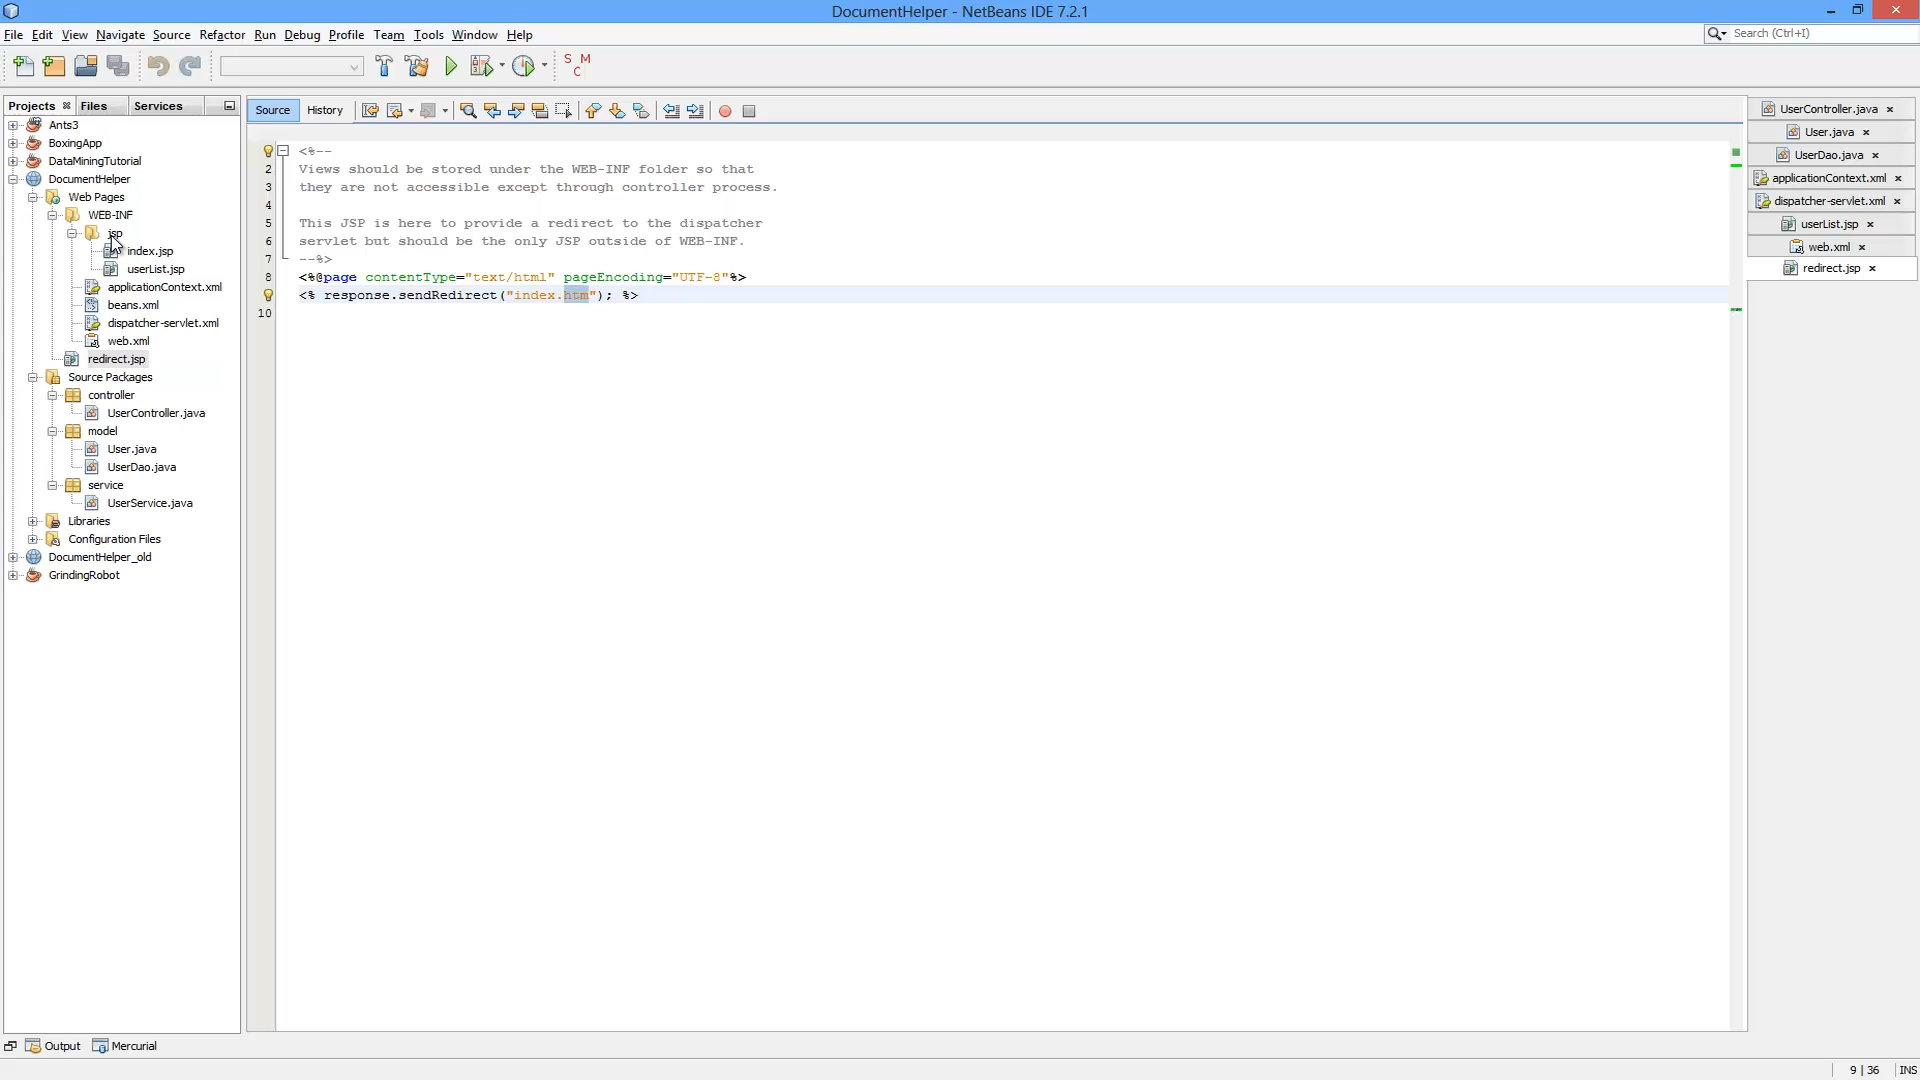 DocumentHelper - NetBeans IDE 7.2.1
File Edit View Navigate Source Refactor Run Debug Profile Team Tools Window Help
Search (Ctrl+I)
S M
C
Projects Files Services
Source History
Ants3
BoxingApp
DataMiningTutorial
DocumentHelper
Web Pages
WEB-INF
jsp
index.jsp
userList.jsp
applicationContext.xml
beans.xml
dispatcher-servlet.xml
web.xml
redirect.jsp
Source Packages
controller
UserController.java
model
User.java
UserDao.java
service
UserService.java
Libraries
Configuration Files
DocumentHelper_old
GrindingRobot
<%--
2 Views should be stored under the WEB-INF folder so that
3 they are not accessible except through controller process.
4
5 This JSP is here to provide a redirect to the dispatcher
6 servlet but should be the only JSP outside of WEB-INF.
7 --%>
8 <%@page contentType="text/html" pageEncoding="UTF-8"%>
<% response.sendRedirect("index.htm"); %>
10
UserController.java
User.java
UserDao.java
applicationContext.xml
dispatcher-servlet.xml
userList.jsp
web.xml
redirect.jsp
Output Mercurial
9 | 36 INS